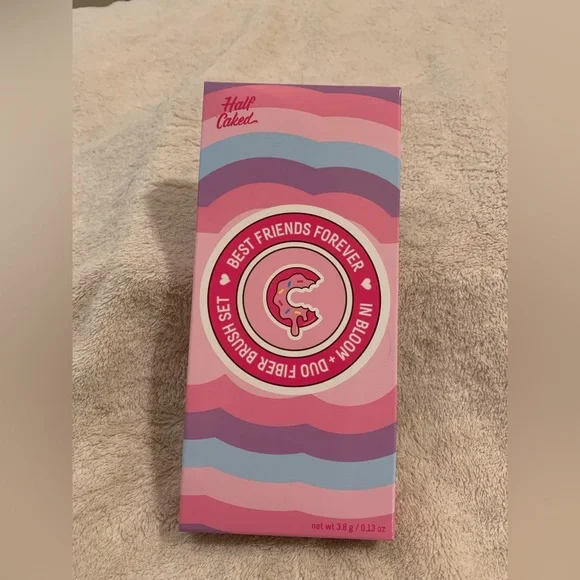 Half
Caked
BEST FRIENDS FOREVER
IN BLOOM + DUO FIBER BRUSH SET
net wt 3.8 g / 0.13 oz